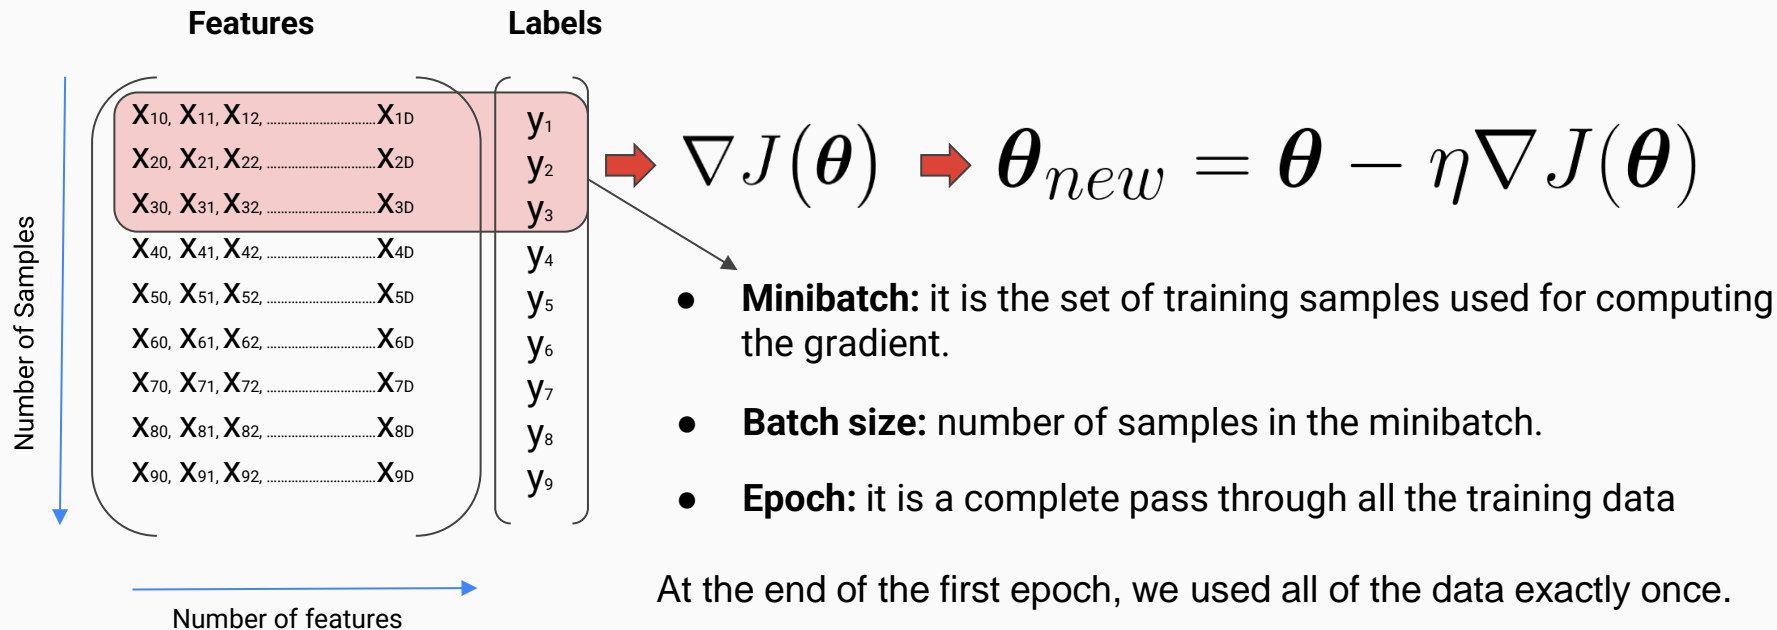 Features Labels
X10, X11, X12, ................................X1D y1
X20, X21, X22, ................................X2D y2
X30, X31, X32, ................................X3D y3
X40, X41, X42, ................................X4D y4
X50, X51, X52, ................................X5D y5
X60, X61, X62, ................................X6D y6
X70, X71, X72, ................................X7D y7
X80, X81, X82, ................................X8D y8
X90, X91, X92, ................................X9D y9
Number of Samples
Number of features
∇J(θ) θnew = θ − η∇J(θ)
● Minibatch: it is the set of training samples used for computing
the gradient.
● Batch size: number of samples in the minibatch.
● Epoch: it is a complete pass through all the training data
At the end of the first epoch, we used all of the data exactly once.